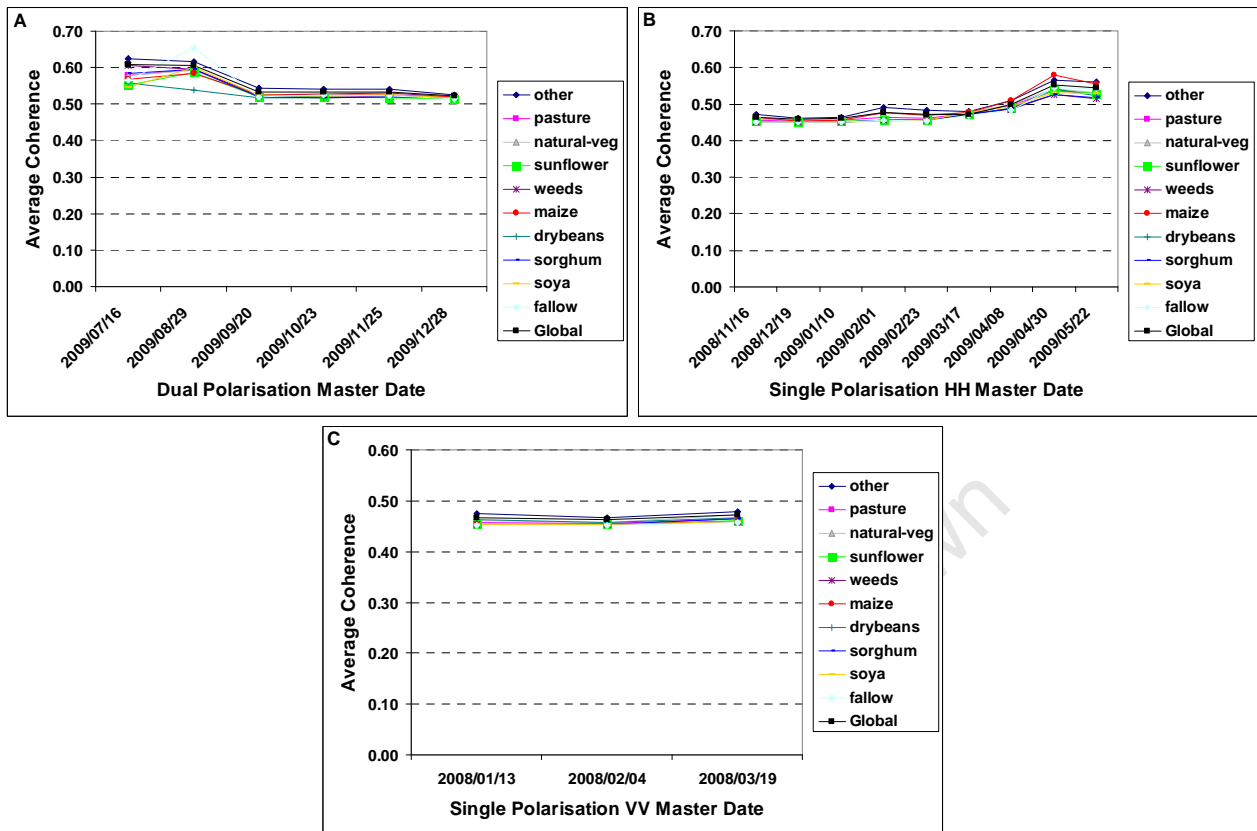 A
Average Coherence
0.70
0.60
0.50
0.40
0.30
0.20
0.10
0.00
2009/07/16
2009/08/29
2009/09/20
2009/10/23
2009/11/25
2009/12/28
Dual Polarisation Master Date
other
pasture
natural-veg
sunflower
weeds
maize
drybeans
sorghum
soya
fallow
Global
B
Average Coherence
0.70
0.60
0.50
0.40
0.30
0.20
0.10
0.00
2008/11/16
2008/12/19
2009/01/10
2009/02/01
2009/02/23
2009/03/17
2009/04/08
2009/04/30
2009/05/22
Single Polarisation HH Master Date
other
pasture
natural-veg
sunflower
weeds
maize
drybeans
sorghum
soya
fallow
Global
C
Average Coherence
0.60
0.50
0.40
0.30
0.20
0.10
0.00
2008/01/13
2008/02/04
2008/03/19
Single Polarisation VV Master Date
other
pasture
natural-veg
sunflower
weeds
maize
drybeans
sorghum
soya
fallow
Global